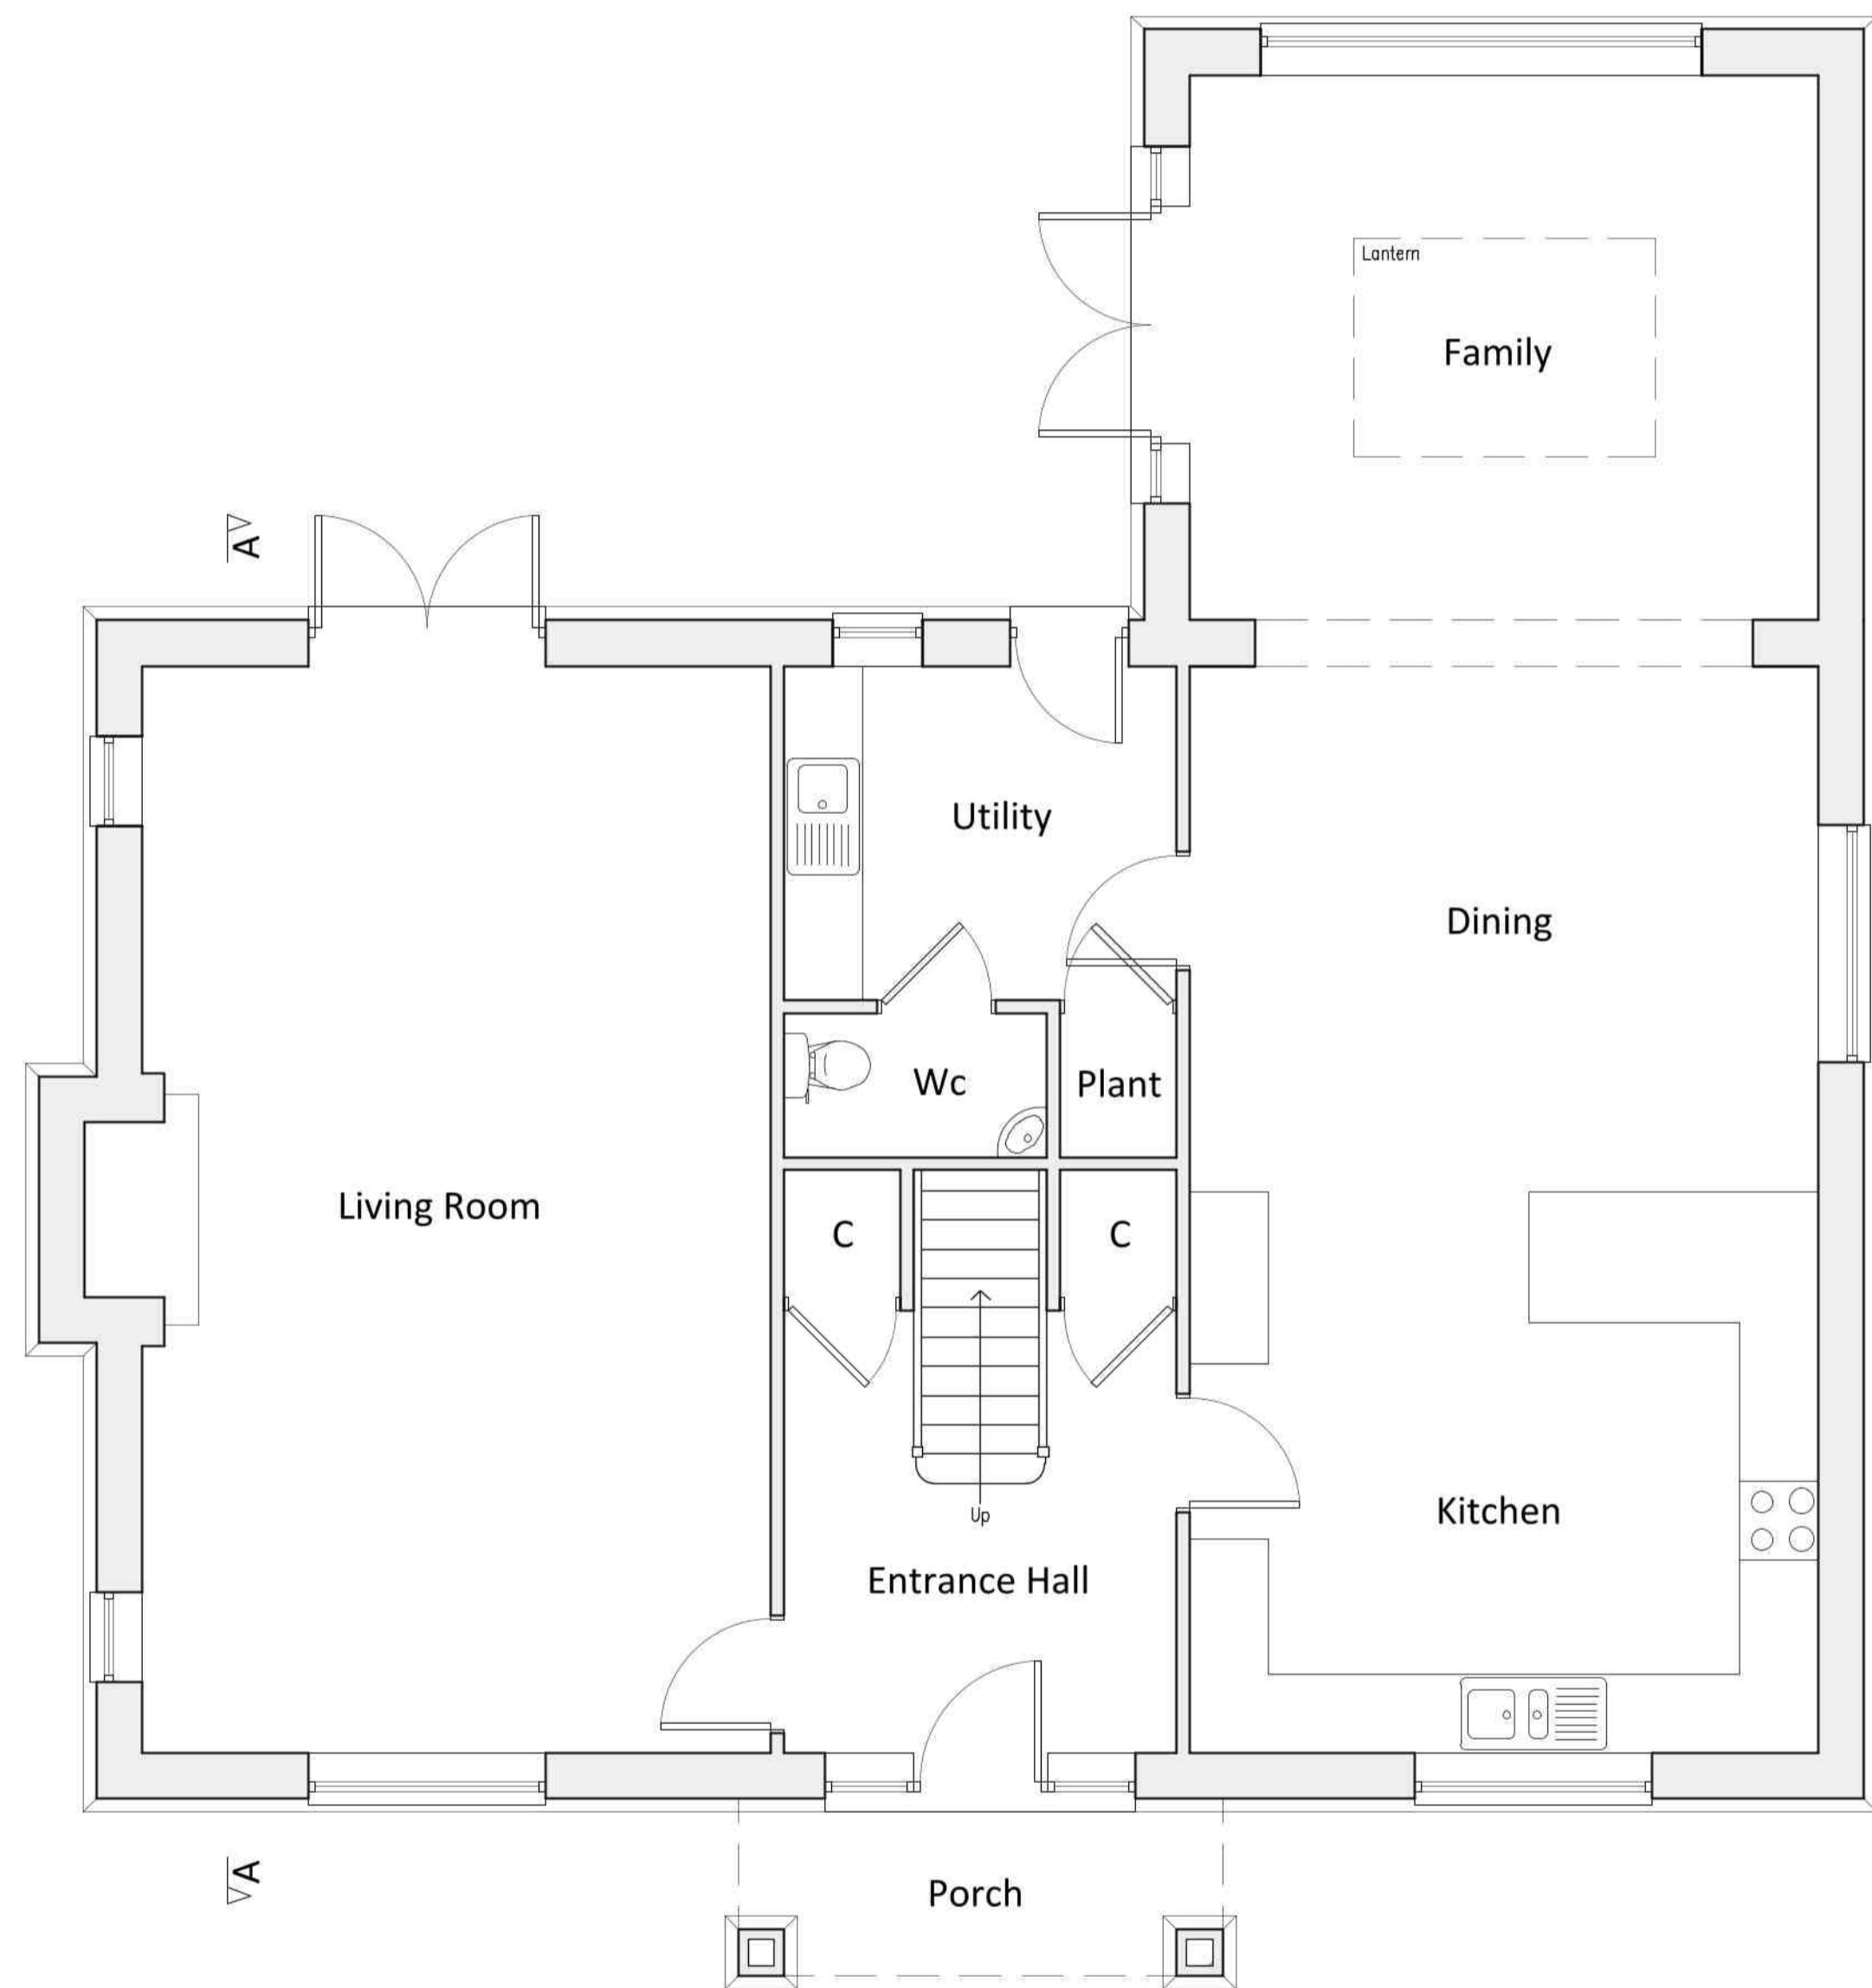 Lantern
Family
A
Utility
Dining
Wc
Plant
Living Room
C
C
Up
Kitchen
Entrance Hall
A
Porch